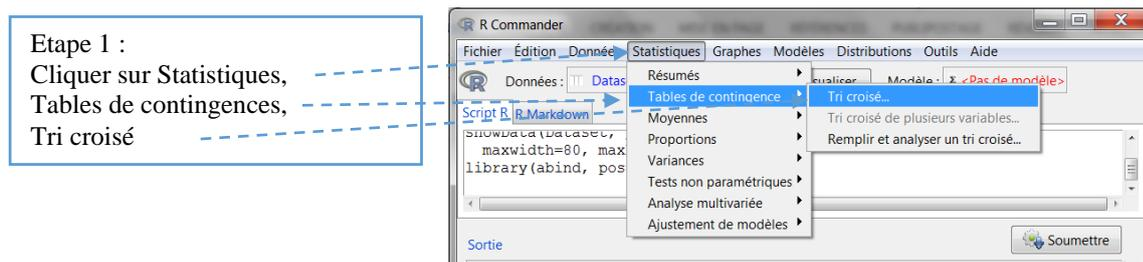 Etape 1 :
Cliquer sur Statistiques,
Tables de contingences,
Tri croisé
R Commander
Fichier Édition Données Statistiques Graphes Modèles Distributions Outils Aide
Données : Datas Modèle : Σ <Pas de modèle>
Résumés
Tables de contingence
Moyennes
Proportions
Variances
Tests non paramétriques
Analyse multivariée
Ajustement de modèles
Tri croisé...
Tri croisé de plusieurs variables...
Remplir et analyser un tri croisé...
Script R R Markdown
showData(Dataset,
maxwidth=80, max
library(abind, pos
Sortie
Soumettre